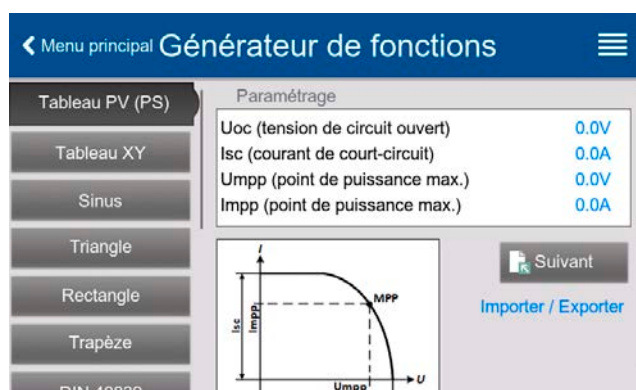 Menu principal Générateur de fonctions
Tableau PV (PS)
Tableau XY
Sinus
Triangle
Rectangle
Trapèze
Paramétrage
Uoc (tension de circuit ouvert) 0.0V
Isc (courant de court-circuit) 0.0A
Umpp (point de puissance max.) 0.0V
Impp (point de puissance max.) 0.0A
I
MPP
Isc
Impp
Umpp
U
Suivant
Importer / Exporter